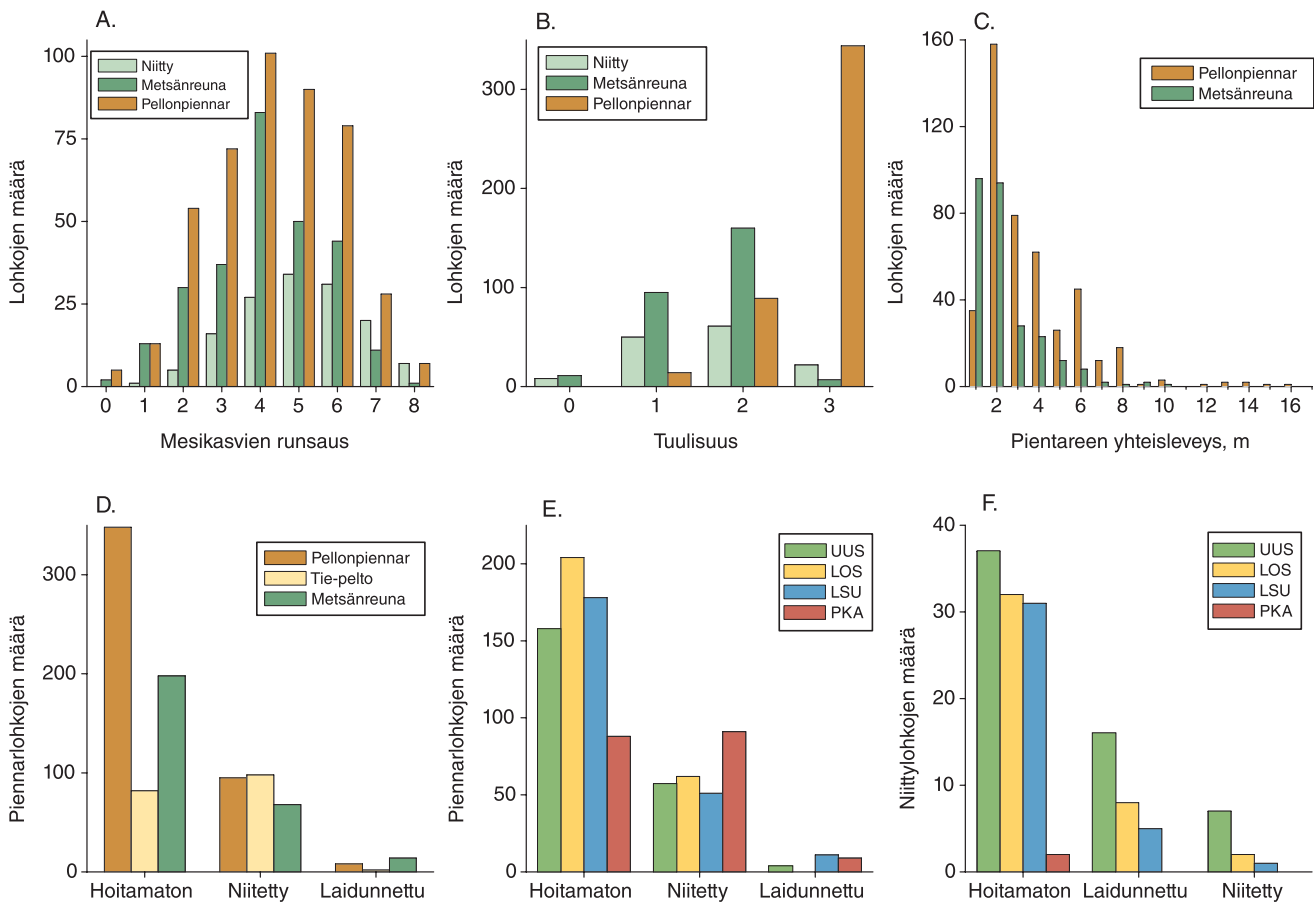 A.
100
75
50
25
0
Lohkojen määrä
Niitty
Metsänreuna
Pellonpiennar
0 1 2 3 4 5 6 7 8
Mesikasvien runsaus
B.
300
200
100
0
Lohkojen määrä
Niitty
Metsänreuna
Pellonpiennar
0 1 2 3
Tuulisuus
C.
160
120
80
40
0
Lohkojen määrä
Pellonpiennar
Metsänreuna
2 4 6 8 10 12 14 16
Pientareen yhteisleveys, m
D.
300
200
100
0
Piennarlohkojen määrä
Pellonpiennar
Tie-pelto
Metsänreuna
Hoitamaton Niitetty Laidunnettu
E.
200
150
100
50
0
Piennarlohkojen määrä
UUS
LOS
LSU
PKA
Hoitamaton Niitetty Laidunnettu
F.
40
30
20
10
0
Niittylohkojen määrä
UUS
LOS
LSU
PKA
Hoitamaton Laidunnettu Niitetty